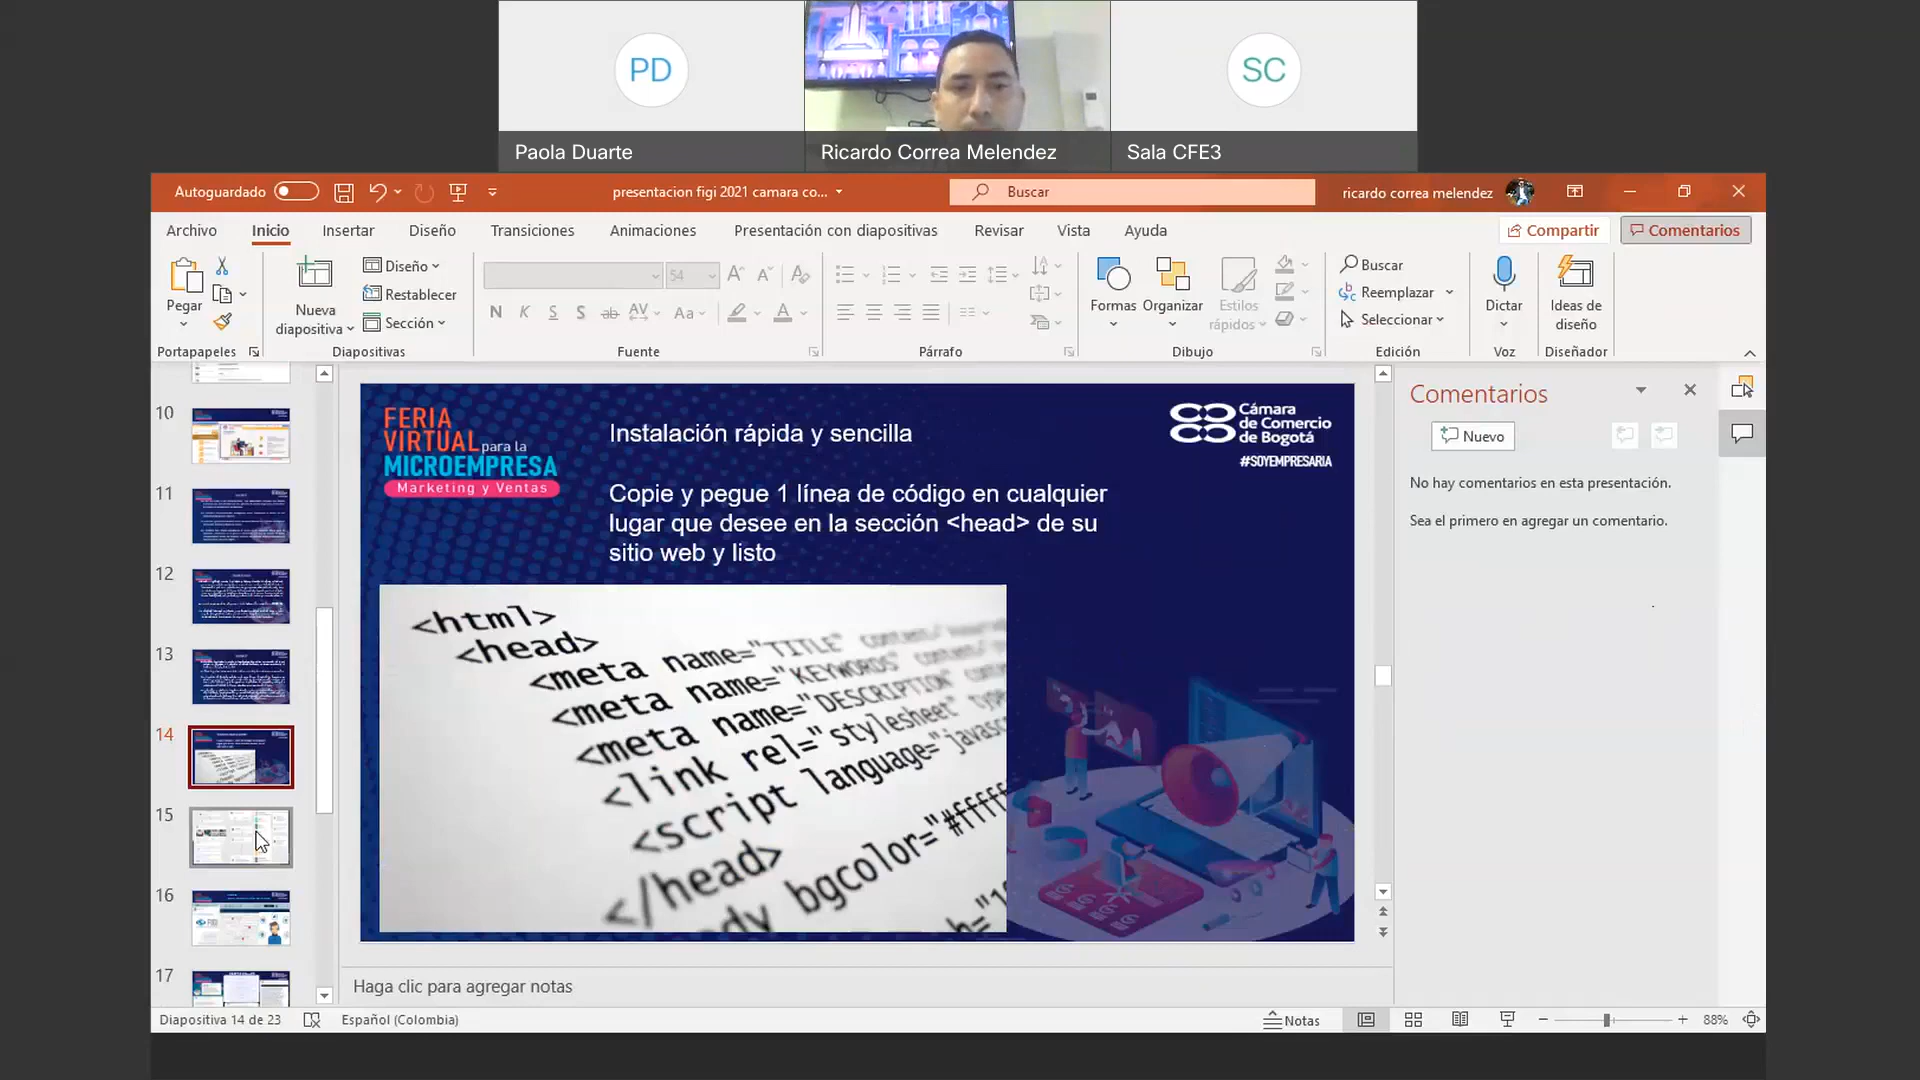 PD
SC
Paola Duarte
Ricardo Correa Melendez
Sala CFE3
Autoguardado
presentacion figi 2021 camara co...
Buscar
ricardo correa melendez
Archivo
Inicio
Insertar
Diseño
Transiciones
Animaciones
Presentación con diapositivas
Revisar
Vista
Ayuda
Compartir
Comentarios
Pegar
Nueva
diapositiva
Diseño
Restablecer
Sección
54
N K S S ab AV Aa A
Formas
Organizar
Estilos
rápidos
Buscar
Reemplazar
Seleccionar
Dictar
Ideas de
diseño
Portapapeles
Diapositivas
Fuente
Párrafo
Dibujo
Edición
Voz
Diseñador
10
11
12
13
14
15
16
17
FERIA
VIRTUAL para la
MICROEMPRESA
Marketing y Ventas
Instalación rápida y sencilla
Cámara
de Comercio
de Bogotá
#SOYEMPRESARIA
Copie y pegue 1 línea de código en cualquier
lugar que desee en la sección <head> de su
sitio web y listo
<html>
<head>
<meta name="TITLE"
<meta name="KEYWORDS"
<meta name="DESCRIPTION"
<link rel="stylesheet"
<script language="javasc
</head>
bgcolor="#fffff
Comentarios
Nuevo
No hay comentarios en esta presentación.
Sea el primero en agregar un comentario.
Haga clic para agregar notas
Diapositiva 14 de 23
Español (Colombia)
Notas
88%